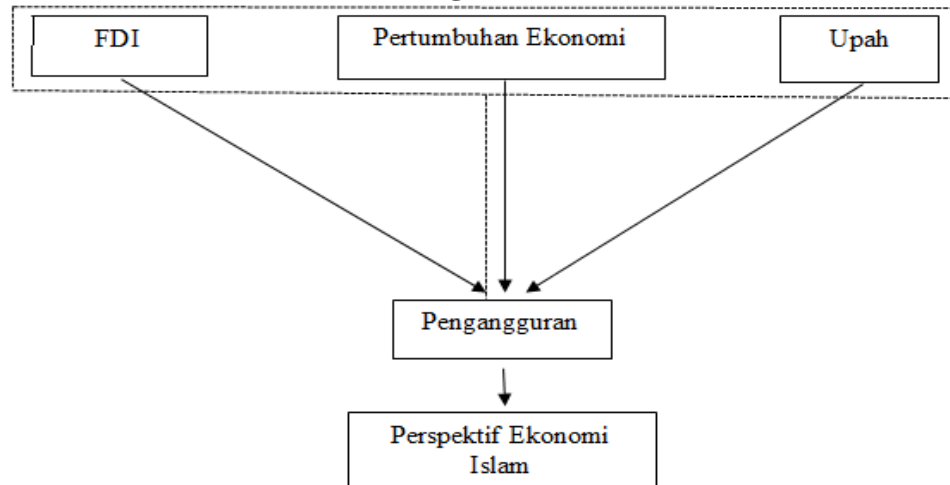 FDI
Pertumbuhan Ekonomi
Upah
Pengangguran
Perspektif Ekonomi
Islam